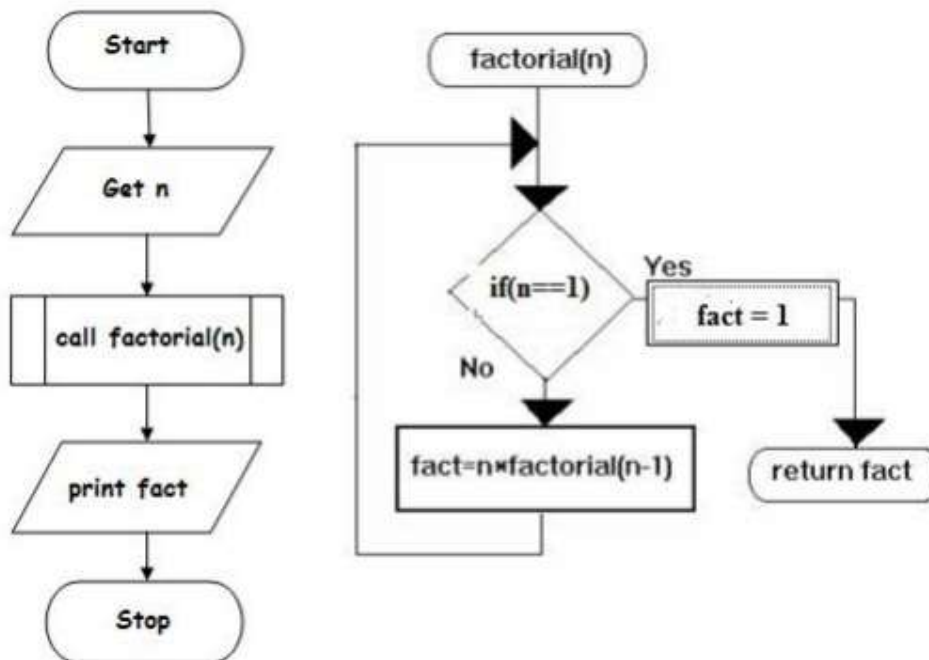 Start
Get n
call factorial(n)
print fact
Stop
factorial(n)
if(n==1)
Yes
fact = 1
No
fact=n*factorial(n-1)
return fact